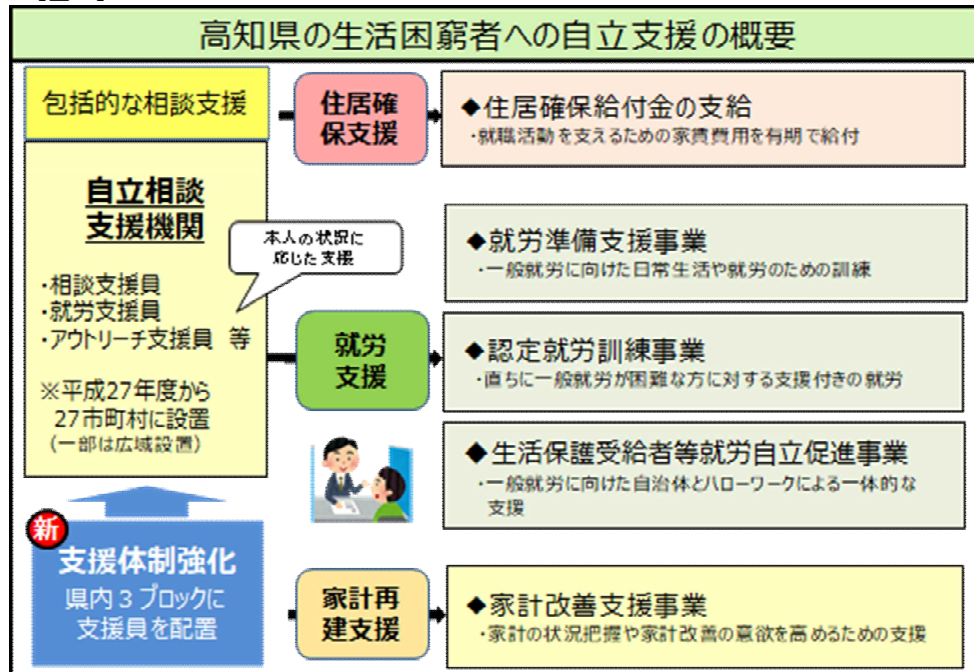 高知県の生活困窮者への自立支援の概要
包括的な相談支援
自立相談
支援機関
・相談支援員
・就労支援員
・アウトリーチ支援員 等
※平成27年度から
27市町村に設置
(一部は広域設置)
本人の状況に
応じた支援
新
支援体制強化
県内3ブロックに
支援員を配置
住居確
保支援
◆住居確保給付金の支給
・就職活動を支えるための家賃費用を有期で給付
就労
支援
◆就労準備支援事業
・一般就労に向けた日常生活や就労のための訓練
◆認定就労訓練事業
・直ちに一般就労が困難な方に対する支援付きの就労
◆生活保護受給者等就労自立促進事業
・一般就労に向けた自治体とハローワークによる一体的な
支援
家計再
建支援
◆家計改善支援事業
・家計の状況把握や家計改善の意欲を高めるための支援